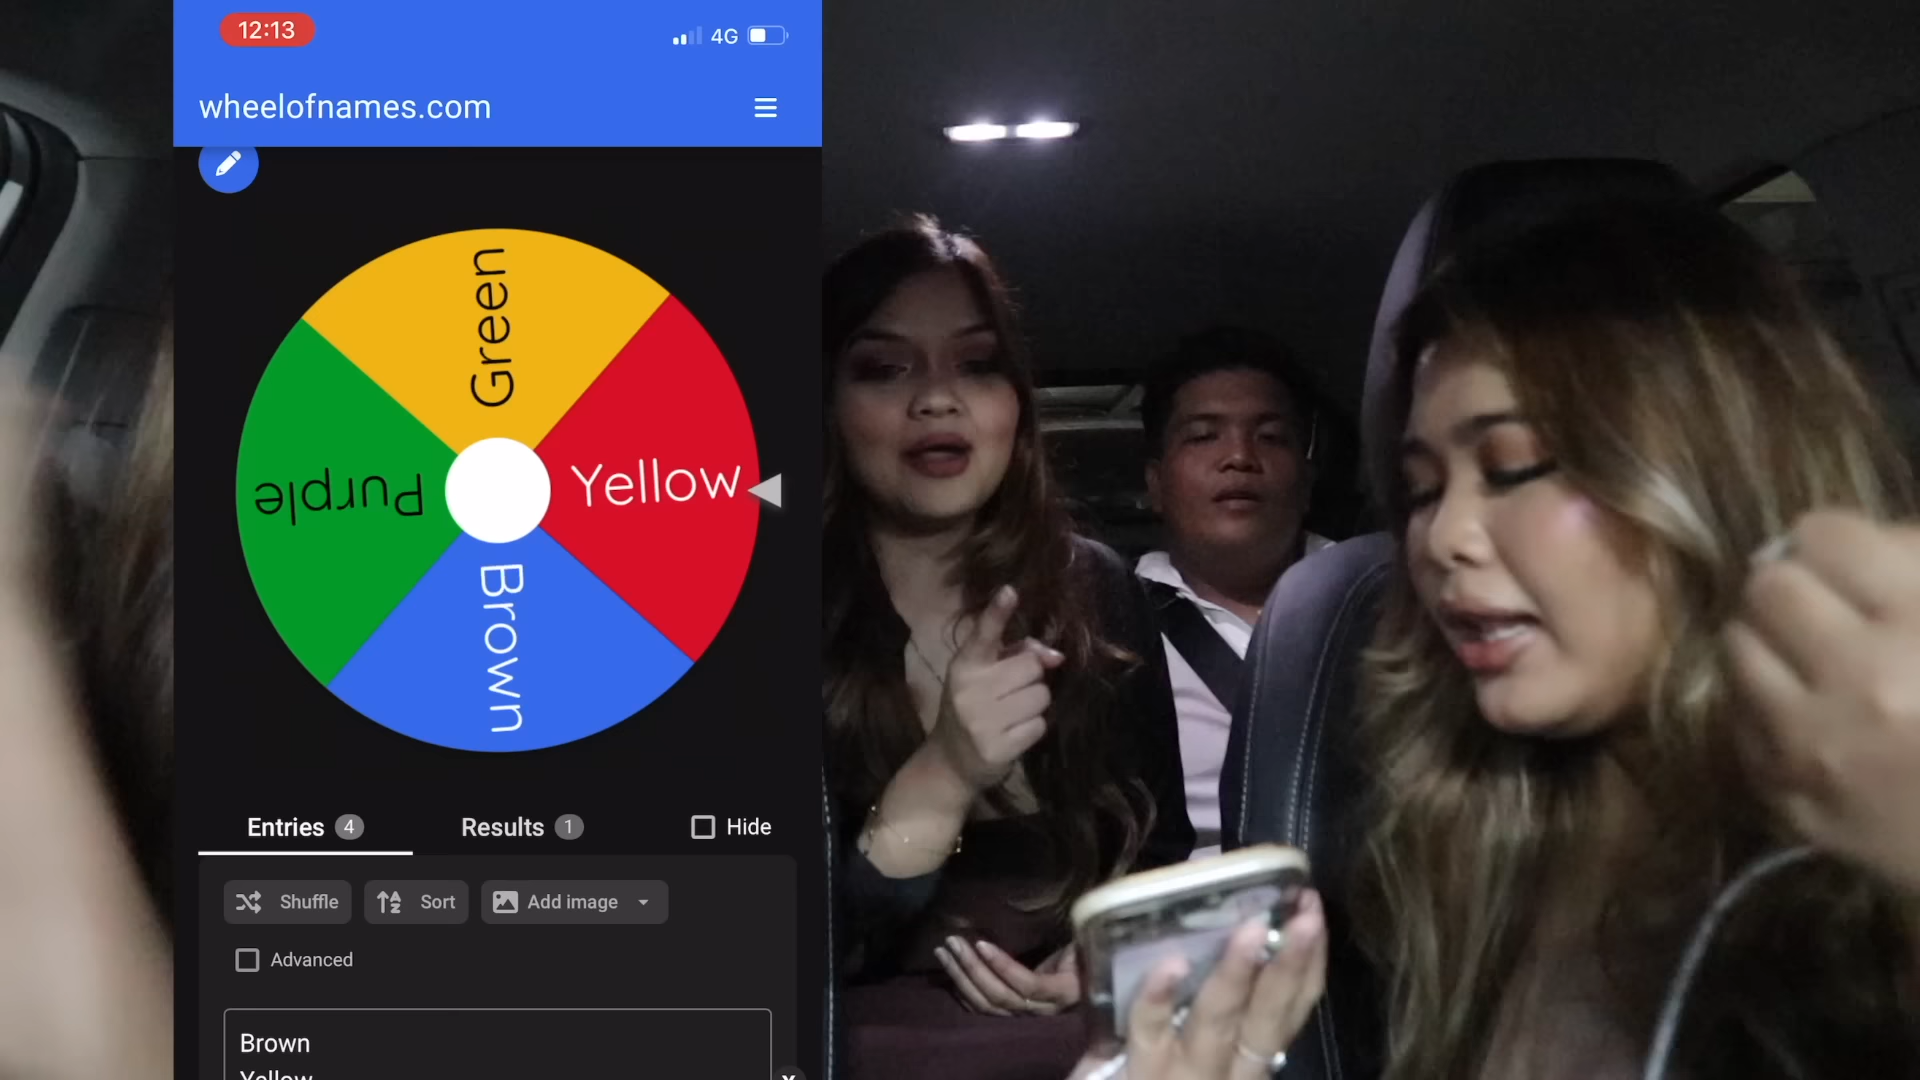 12:13
4G
wheelofnames.com
Green
Yellow
Purple
Brown
Entries 4
Results 1
Hide
Shuffle
Sort
Add image
Advanced
Brown
Yellow